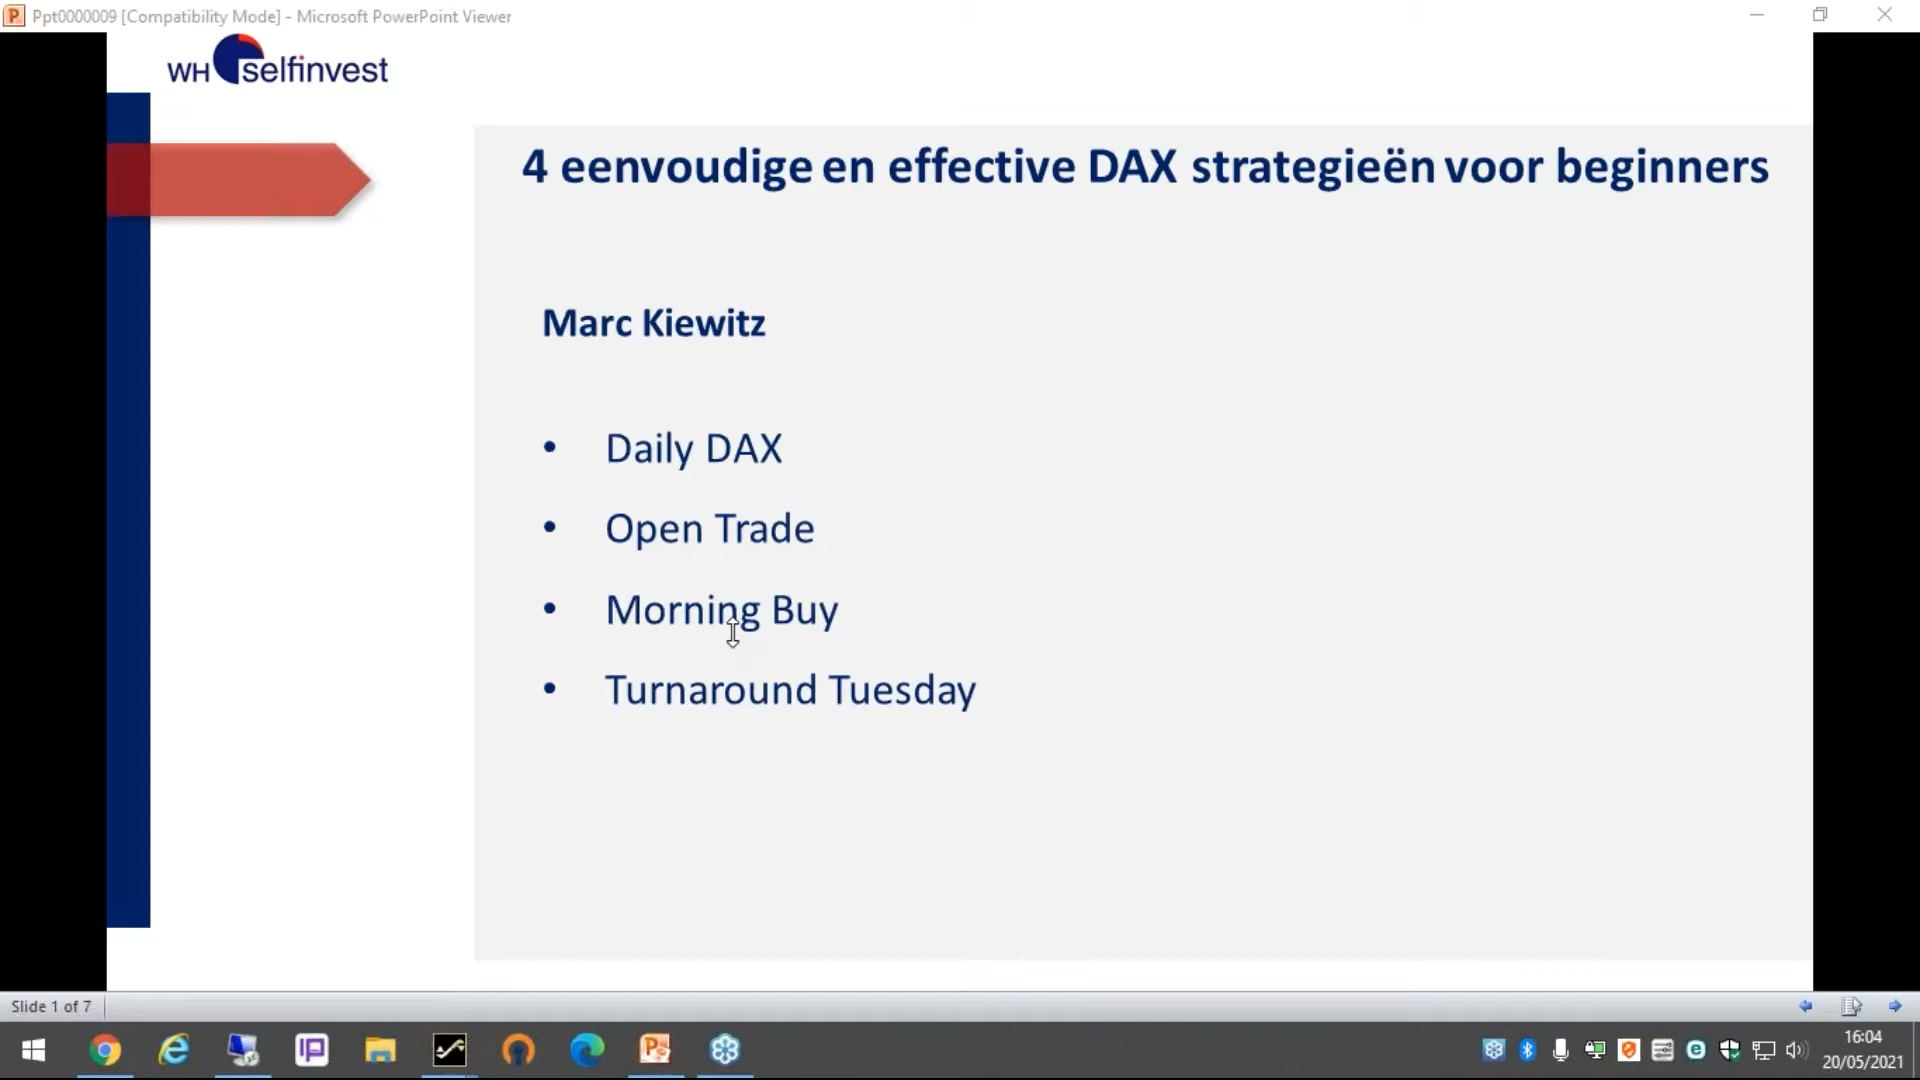 Ppt0000009 [Compatibility Mode] - Microsoft PowerPoint Viewer
WH selfinvest
4 eenvoudige en effective DAX strategieën voor beginners
Marc Kiewitz
• Daily DAX
• Open Trade
• Morning Buy
• Turnaround Tuesday
Slide 1 of 7
16:04
20/05/2021